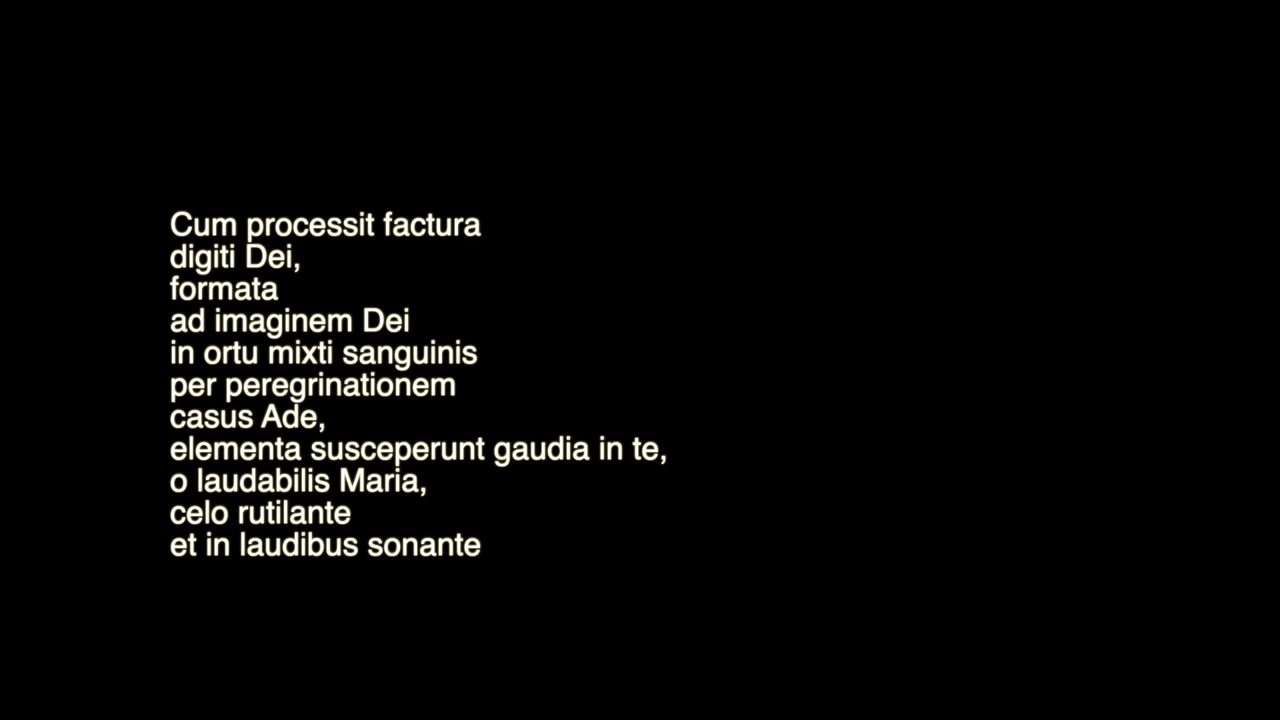 Cum processit factura
digiti Dei,
formata
ad imaginem Dei
in ortu mixti sanguinis
per peregrinationem
casus Ade,
elementa susceperunt gaudia in te,
o laudabilis Maria,
celo rutilante
et in laudibus sonante